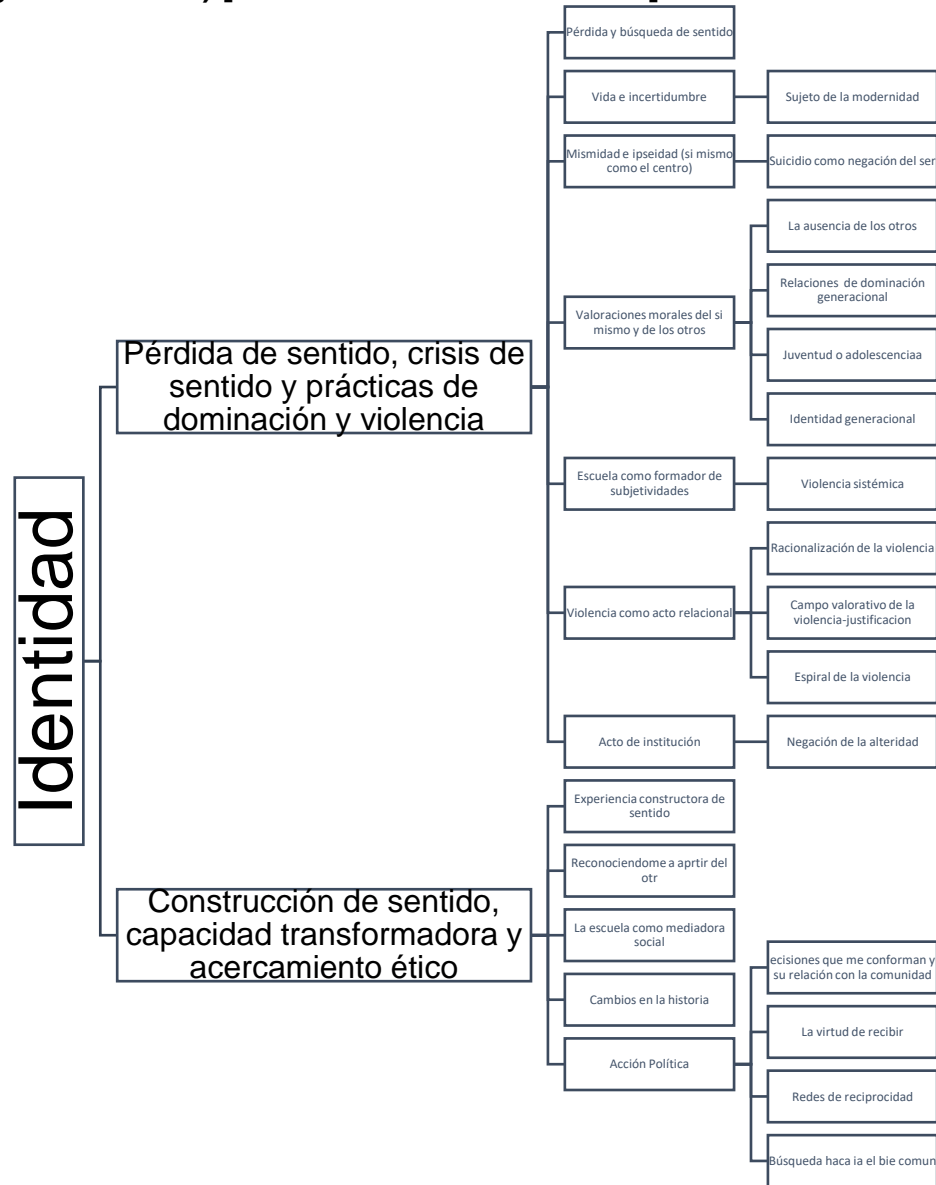 Identidad
Pérdida de sentido, crisis de
sentido y prácticas de
dominación y violencia
Pérdida y búsqueda de sentido
Vida e incertidumbre
Sujeto de la modernidad
Mismidad e ipseidad (si mismo
como el centro)
Suicidio como negación del ser
Valoraciones morales del si
mismo y de los otros
La ausencia de los otros
Relaciones de dominación
generacional
Juventud o adolescenciaa
Identidad generacional
Escuela como formador de
subjetividades
Violencia sistémica
Violencia como acto relacional
Racionalización de la violencia
Campo valorativo de la
violencia-justificacion
Espiral de la violencia
Acto de institución
Negación de la alteridad
Construcción de sentido,
capacidad transformadora y
acercamiento ético
Experiencia constructora de
sentido
Reconociendome a aprtir del
otr
La escuela como mediadora
social
Cambios en la historia
Acción Política
ecisiones que me conforman y
su relación con la comunidad
La virtud de recibir
Redes de reciprocidad
Búsqueda haca ia el bie comun